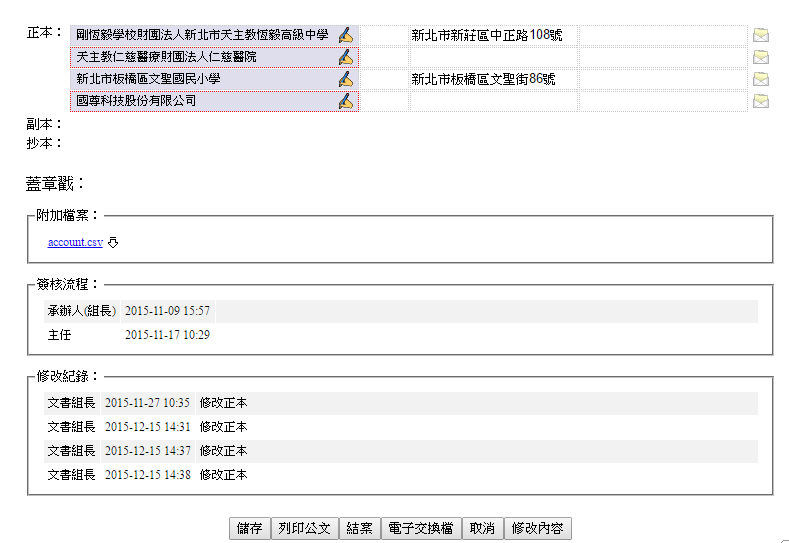 正本： 剛恆毅學校財團法人新北市天主教恆毅高級中學 新北市新莊區中正路108號
天主教仁慈醫療財團法人仁慈醫院
新北市板橋區文聖國民小學 新北市板橋區文聖街86號
國尊科技股份有限公司
副本：
抄本：
蓋章戳：
附加檔案：
account.csv
簽核流程：
承辦人(組長) 2015-11-09 15:57
主任 2015-11-17 10:29
修改紀錄：
文書組長 2015-11-27 10:35 修改正本
文書組長 2015-12-15 14:31 修改正本
文書組長 2015-12-15 14:37 修改正本
文書組長 2015-12-15 14:38 修改正本
儲存 列印公文 結案 電子交換檔 取消 修改內容